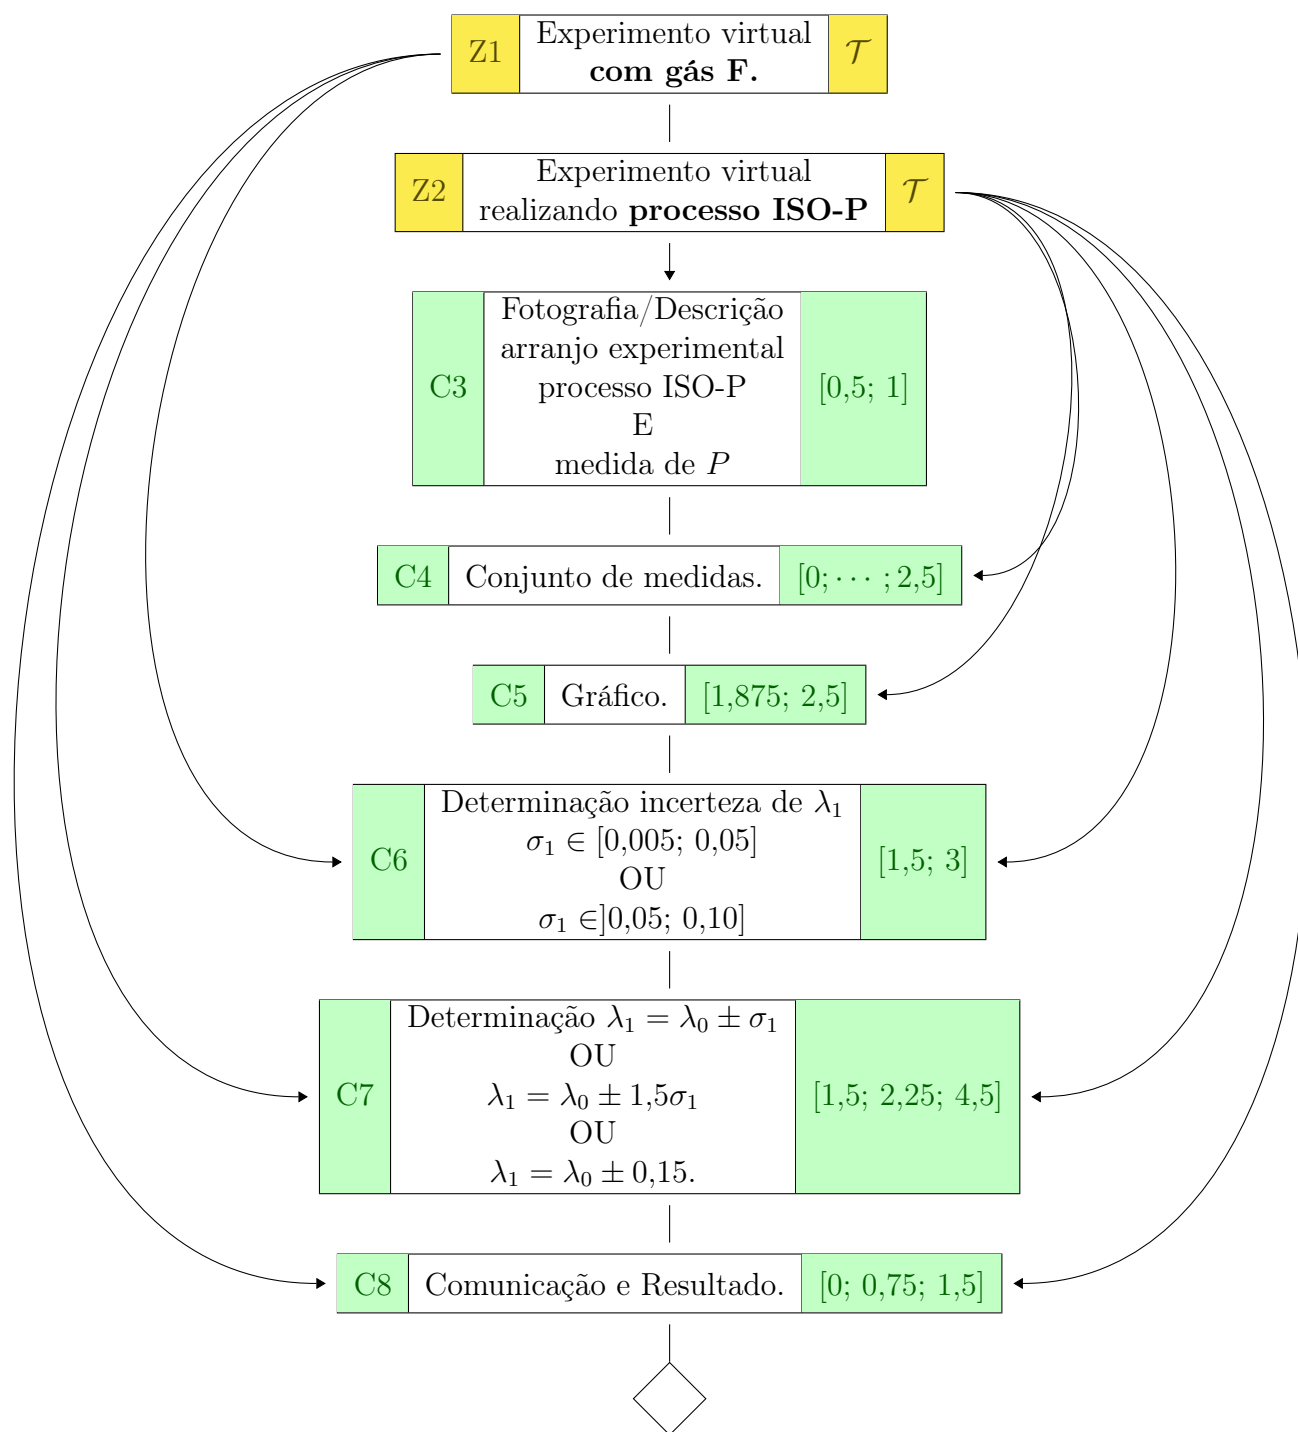 Z1
Experimento virtual
com gás F.
𝒯
Z2
Experimento virtual
realizando processo ISO-P
𝒯
C3
Fotografia/Descrição
arranjo experimental
processo ISO-P
E
medida de P
[0,5; 1]
C4
Conjunto de medidas.
[0; ⋯ ; 2,5]
C5
Gráfico.
[1,875; 2,5]
C6
Determinação incerteza de λ₁
σ₁ ∈ [0,005; 0,05]
OU
σ₁ ∈]0,05; 0,10]
[1,5; 3]
C7
Determinação λ₁ = λ₀ ± σ₁
OU
λ₁ = λ₀ ± 1,5σ₁
OU
λ₁ = λ₀ ± 0,15.
[1,5; 2,25; 4,5]
C8
Comunicação e Resultado.
[0; 0,75; 1,5]